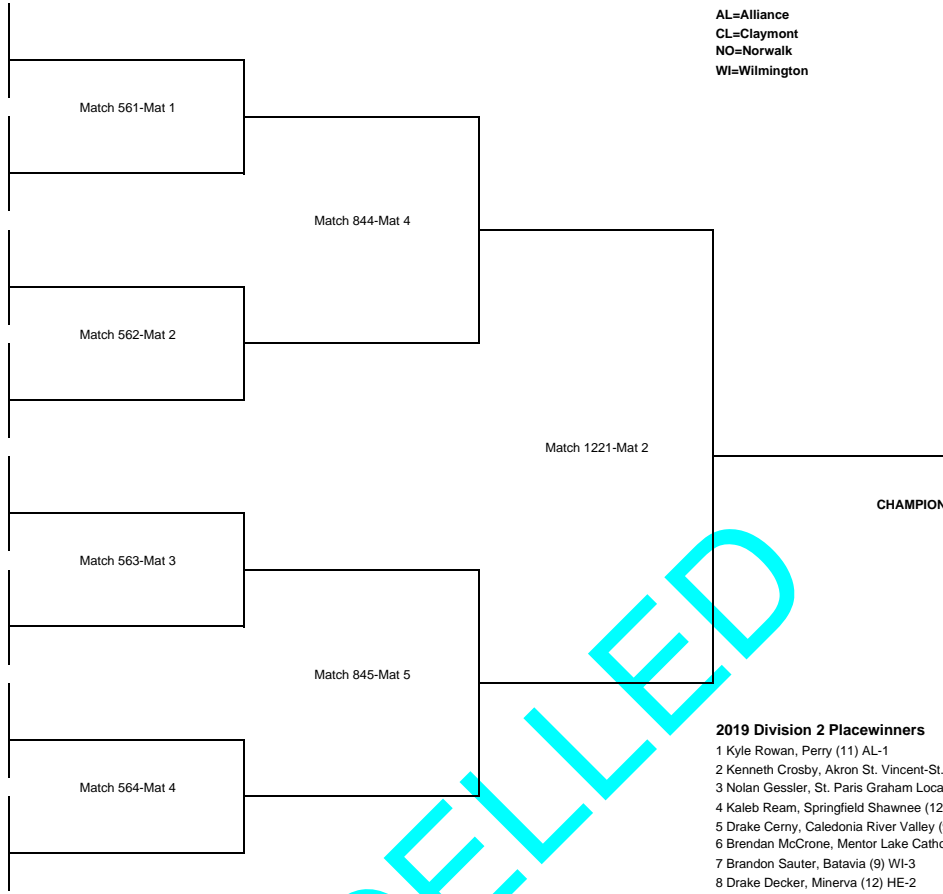 AL=Alliance
CL=Claymont
NO=Norwalk
WI=Wilmington
Match 561-Mat 1
Match 844-Mat 4
Match 562-Mat 2
Match 1221-Mat 2
CHAMPION
Match 563-Mat 3
Match 845-Mat 5
Match 564-Mat 4
2019 Division 2 Placewinners
1 Kyle Rowan, Perry (11) AL-1
2 Kenneth Crosby, Akron St. Vincent-St.
3 Nolan Gessler, St. Paris Graham Loca
4 Kaleb Ream, Springfield Shawnee (12
5 Drake Cerny, Caledonia River Valley (
6 Brendan McCrone, Mentor Lake Catho
7 Brandon Sauter, Batavia (9) WI-3
8 Drake Decker, Minerva (12) HE-2
ELLED